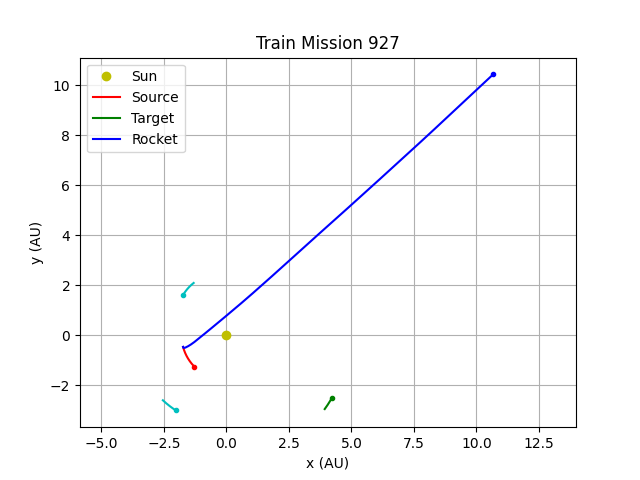 Train Mission 927
Sun
Source
Target
Rocket
10
8
6
4
2
0
−2
y (AU)
−5.0 −2.5 0.0 2.5 5.0 7.5 10.0 12.5
x (AU)